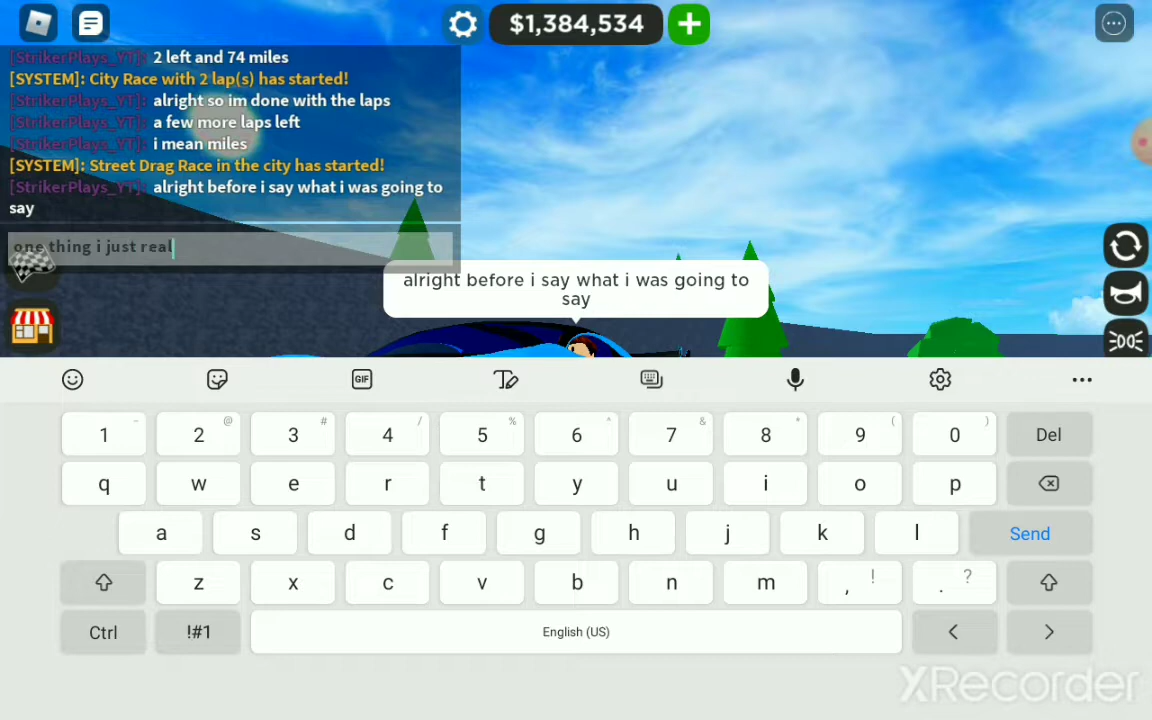 $1,384,534
[StrikerPlays_YT]: 2 left and 74 miles
[SYSTEM]: City Race with 2 lap(s) has started!
[StrikerPlays_YT]: alright so im done with the laps
[StrikerPlays_YT]: a few more laps left
[StrikerPlays_YT]: i mean miles
[SYSTEM]: Street Drag Race in the city has started!
[StrikerPlays_YT]: alright before i say what i was going to
say
one thing i just real
alright before i say what i was going to
say
GIF
1 - 2 @ 3 # 4 / 5 % 6 ^ 7 & 8 * 9 ( 0 ) Del
q w e r t y u i o p
a s d f g h j k l Send
z x c v b n m , ! . ?
Ctrl !#1 English (US) < >
XRecorder